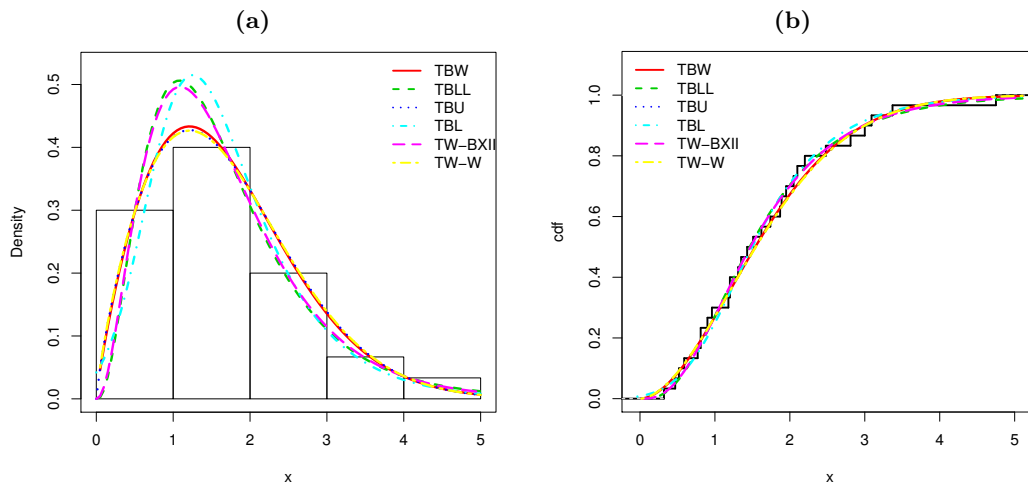 (a)
Density
0.0
0.1
0.2
0.3
0.4
0.5
0
1
2
3
4
5
x
TBW
TBLL
TBU
TBL
TW−BXII
TW−W
(b)
cdf
0.0
0.2
0.4
0.6
0.8
1.0
0
1
2
3
4
5
x
TBW
TBLL
TBU
TBL
TW−BXII
TW−W